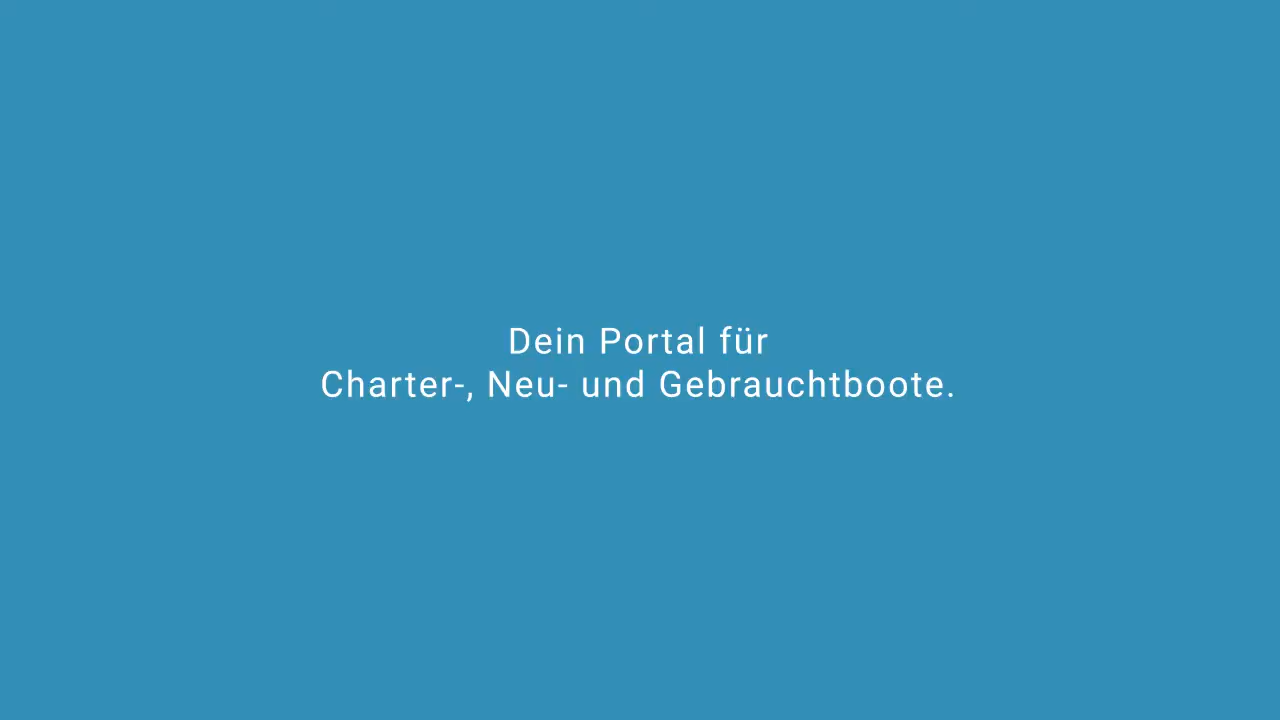 Dein Portal für
Charter-, Neu- und Gebrauchtboote.